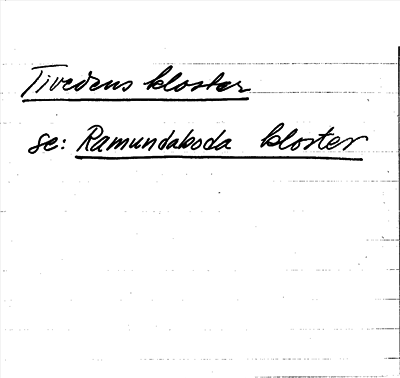 Tivedens kloster
se: Ramundaboda kloster